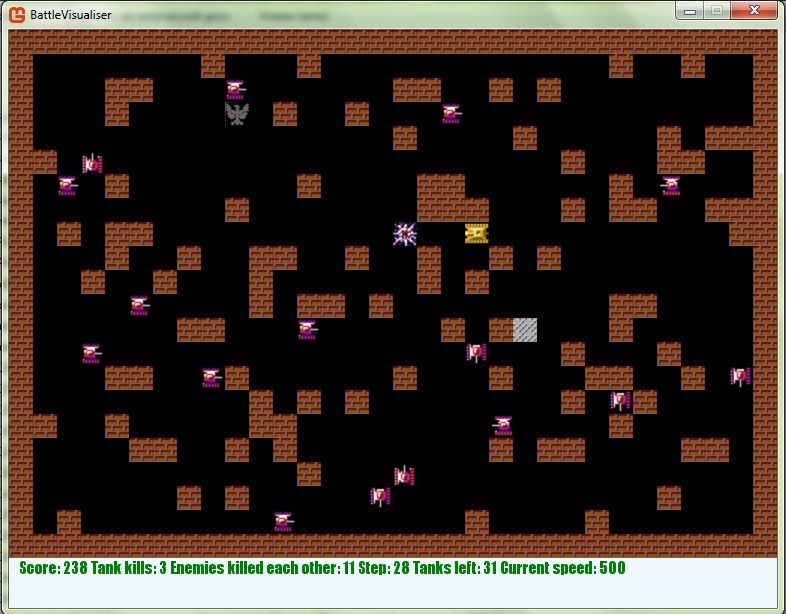 BattleVisualiser
Score: 238 Tank kills: 3 Enemies killed each other: 11 Step: 28 Tanks left: 31 Current speed: 500